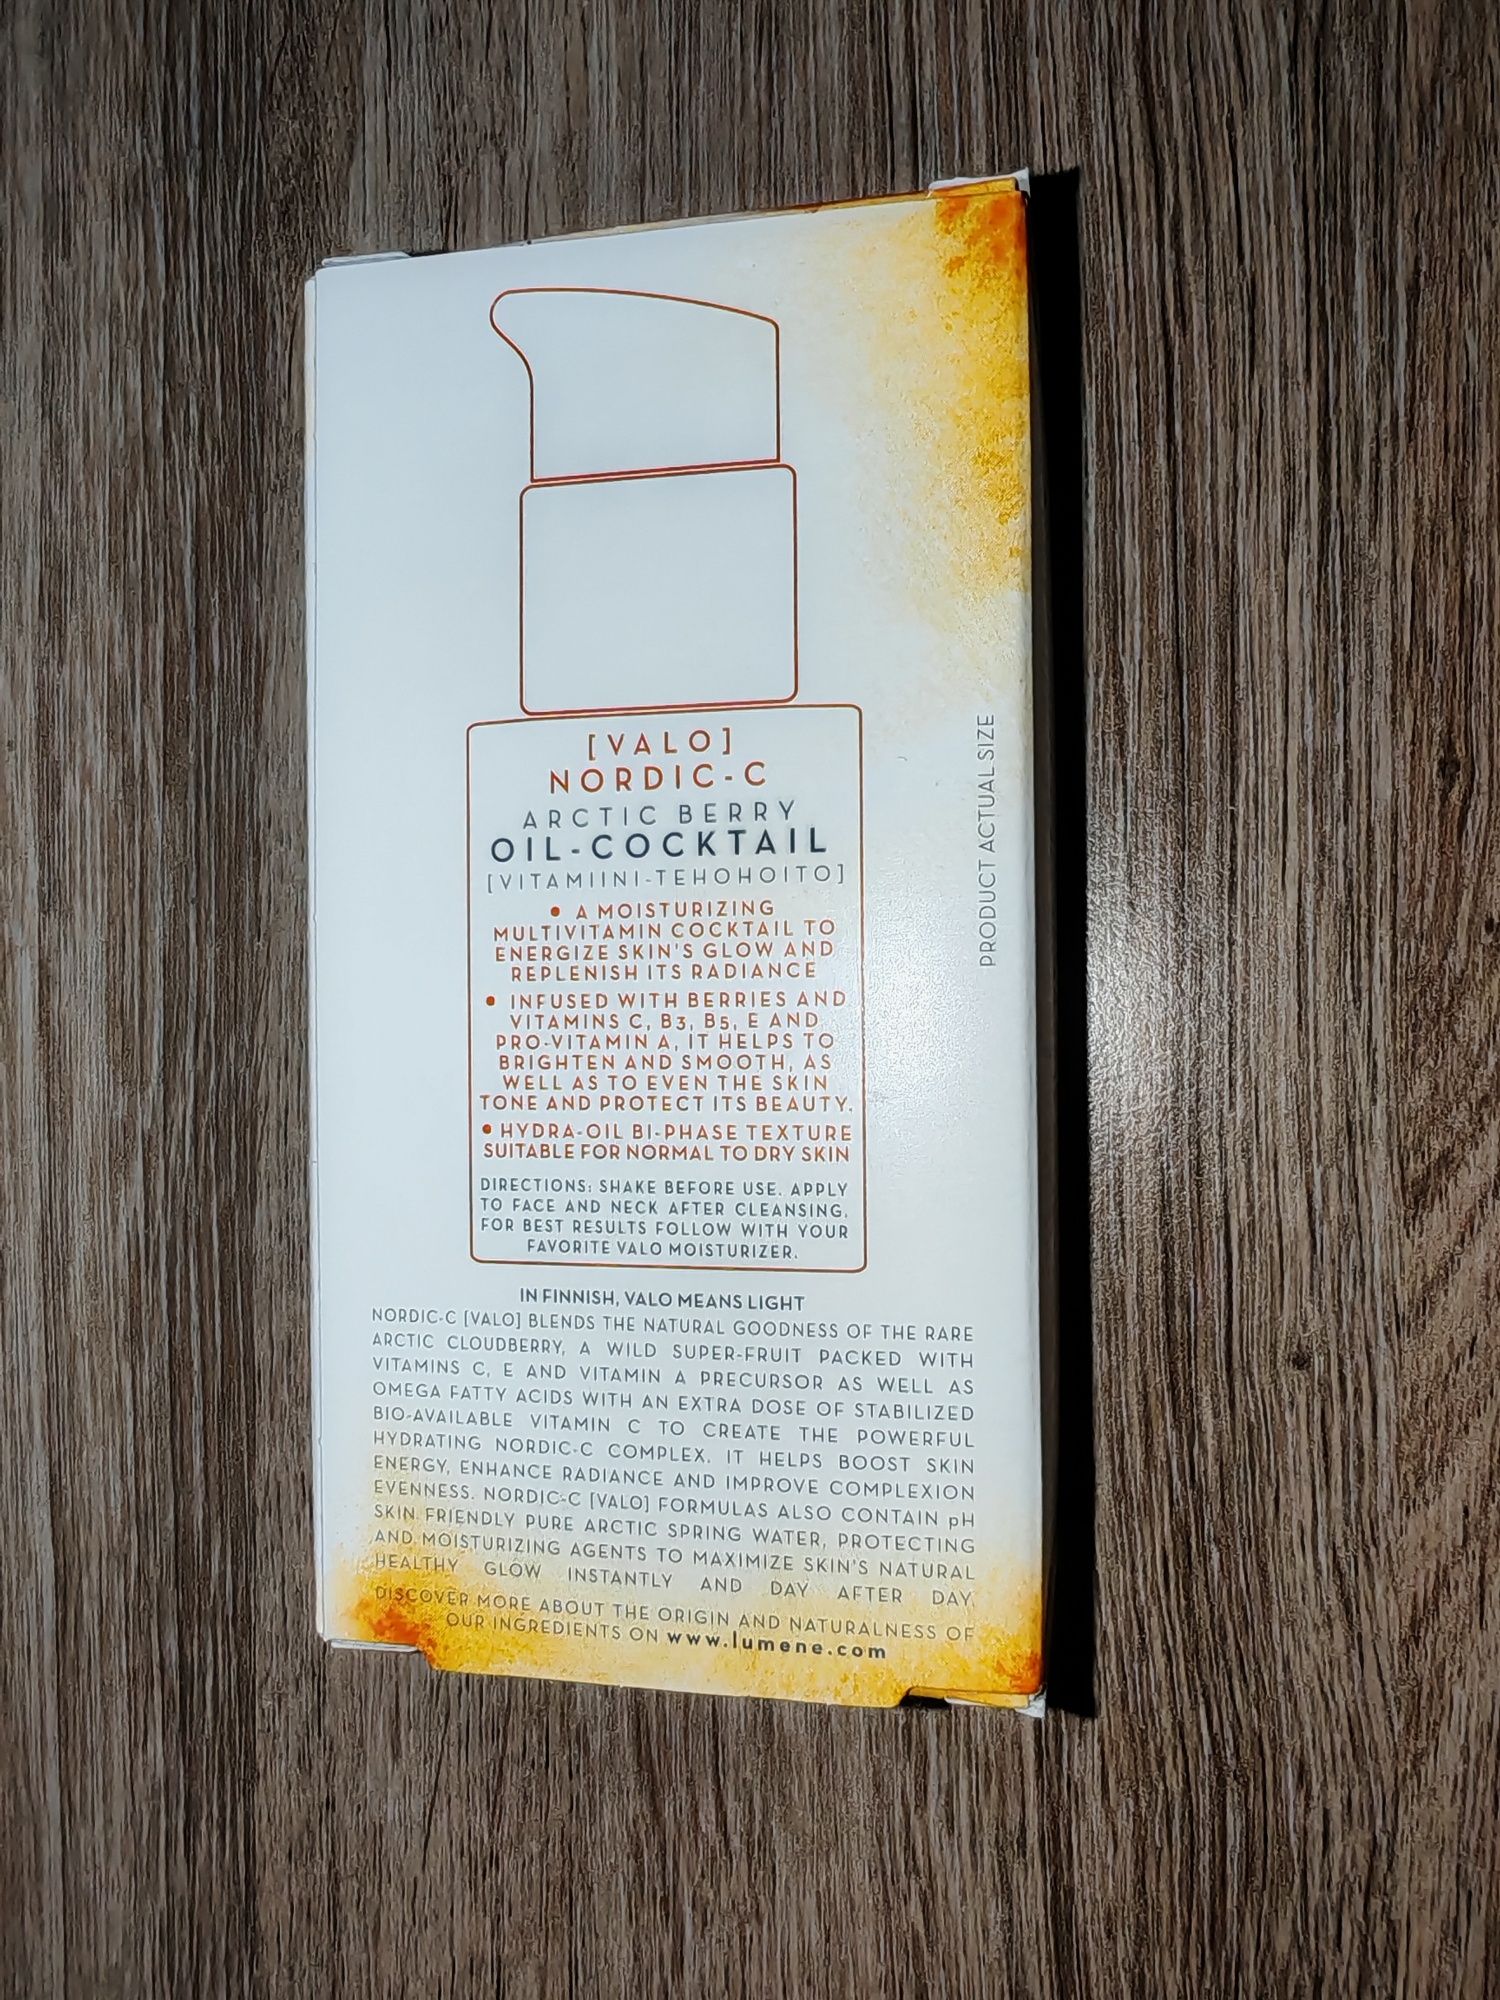 [VALO]
NORDIC-C
ARCTIC BERRY
OIL-COCKTAIL
[VITAMIINI-TEHOHOITO]
• A MOISTURIZING
MULTIVITAMIN COCKTAIL TO
ENERGIZE SKIN'S GLOW AND
REPLENISH ITS RADIANCE
• INFUSED WITH BERRIES AND
VITAMINS C, B3, B5, E AND
PRO-VITAMIN A, IT HELPS TO
BRIGHTEN AND SMOOTH, AS
WELL AS TO EVEN THE SKIN
TONE AND PROTECT ITS BEAUTY.
• HYDRA-OIL BI-PHASE TEXTURE
SUITABLE FOR NORMAL TO DRY SKIN
DIRECTIONS: SHAKE BEFORE USE. APPLY
TO FACE AND NECK AFTER CLEANSING.
FOR BEST RESULTS FOLLOW WITH YOUR
FAVORITE VALO MOISTURIZER.
PRODUCT ACTUAL SIZE
IN FINNISH, VALO MEANS LIGHT
NORDIC-C [VALO] BLENDS THE NATURAL GOODNESS OF THE RARE
ARCTIC CLOUDBERRY, A WILD SUPER-FRUIT PACKED WITH
VITAMINS C, E AND VITAMIN A PRECURSOR AS WELL AS
OMEGA FATTY ACIDS WITH AN EXTRA DOSE OF STABILIZED
BIO-AVAILABLE VITAMIN C TO CREATE THE POWERFUL
HYDRATING NORDIC-C COMPLEX. IT HELPS BOOST SKIN
ENERGY, ENHANCE RADIANCE AND IMPROVE COMPLEXION
EVENNESS. NORDIC-C [VALO] FORMULAS ALSO CONTAIN pH
SKIN FRIENDLY PURE ARCTIC SPRING WATER, PROTECTING
AND MOISTURIZING AGENTS TO MAXIMIZE SKIN'S NATURAL
HEALTHY GLOW INSTANTLY AND DAY AFTER DAY.
DISCOVER MORE ABOUT THE ORIGIN AND NATURALNESS OF
OUR INGREDIENTS ON www.lumene.com